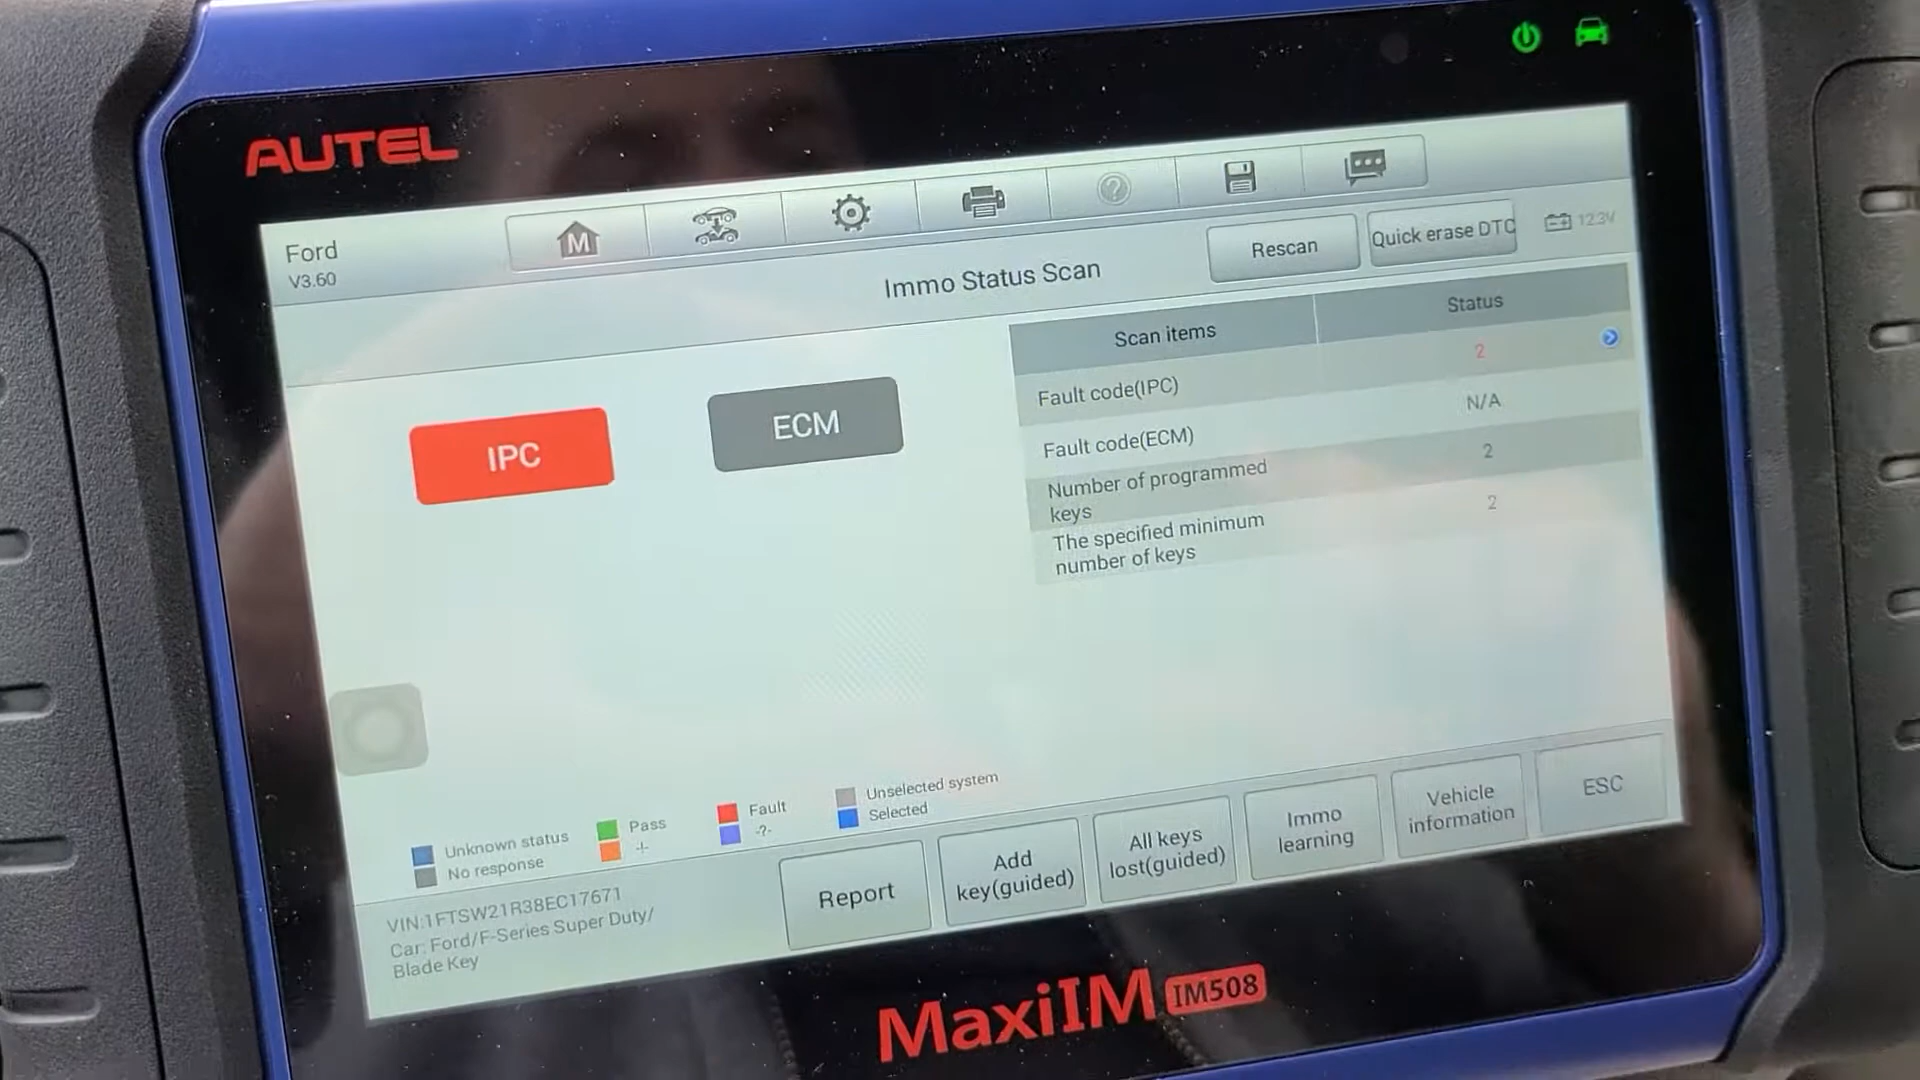 AUTEL
Ford
V3.60
M
Immo Status Scan
Rescan
Quick erase DTC
12.3V
Scan items
Status
Fault code(IPC)
2
Fault code(ECM)
N/A
Number of programmed
keys
2
The specified minimum
number of keys
2
IPC
ECM
Unknown status
No response
Pass
-!-
Fault
-?-
Unselected system
Selected
VIN:1FTSW21R38EC17671
Car: Ford/F-Series Super Duty/
Blade Key
Report
Add
key(guided)
All keys
lost(guided)
Immo
learning
Vehicle
information
ESC
MaxiIM IM508